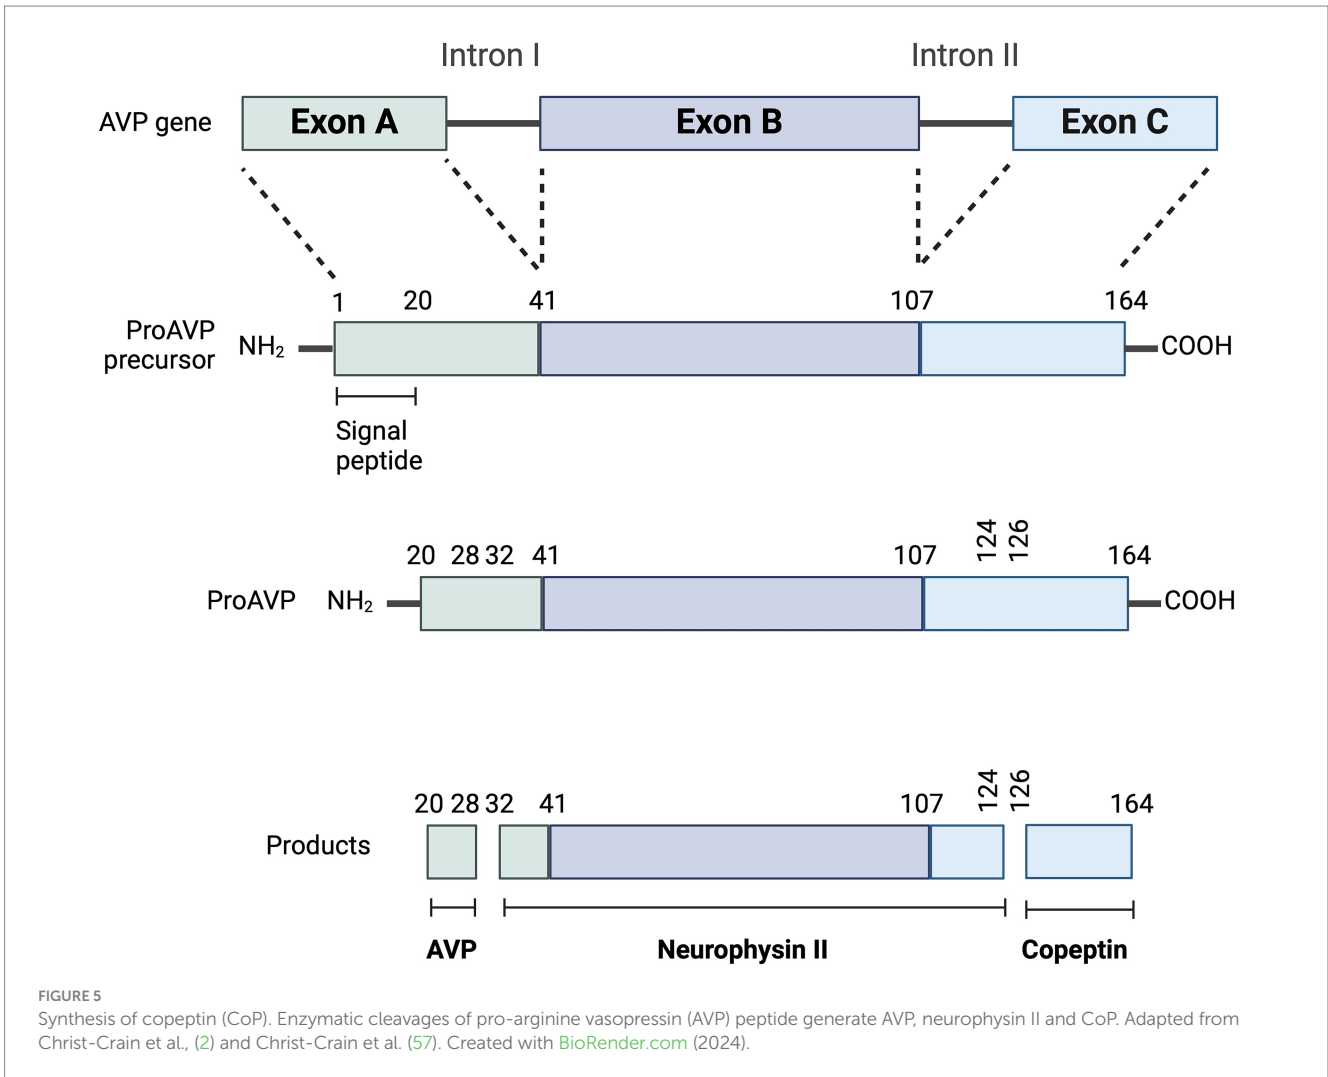 Intron I
Intron II
AVP gene
Exon A
Exon B
Exon C
1
20
41
107
164
ProAVP
precursor
NH₂
COOH
Signal
peptide
20
28
32
41
107
124
126
164
ProAVP
NH₂
COOH
20
28
32
41
107
124
126
164
Products
AVP
Neurophysin II
Copeptin
FIGURE 5
Synthesis of copeptin (CoP). Enzymatic cleavages of pro-arginine vasopressin (AVP) peptide generate AVP, neurophysin II and CoP. Adapted from
Christ-Crain et al., (2) and Christ-Crain et al. (57). Created with BioRender.com (2024).